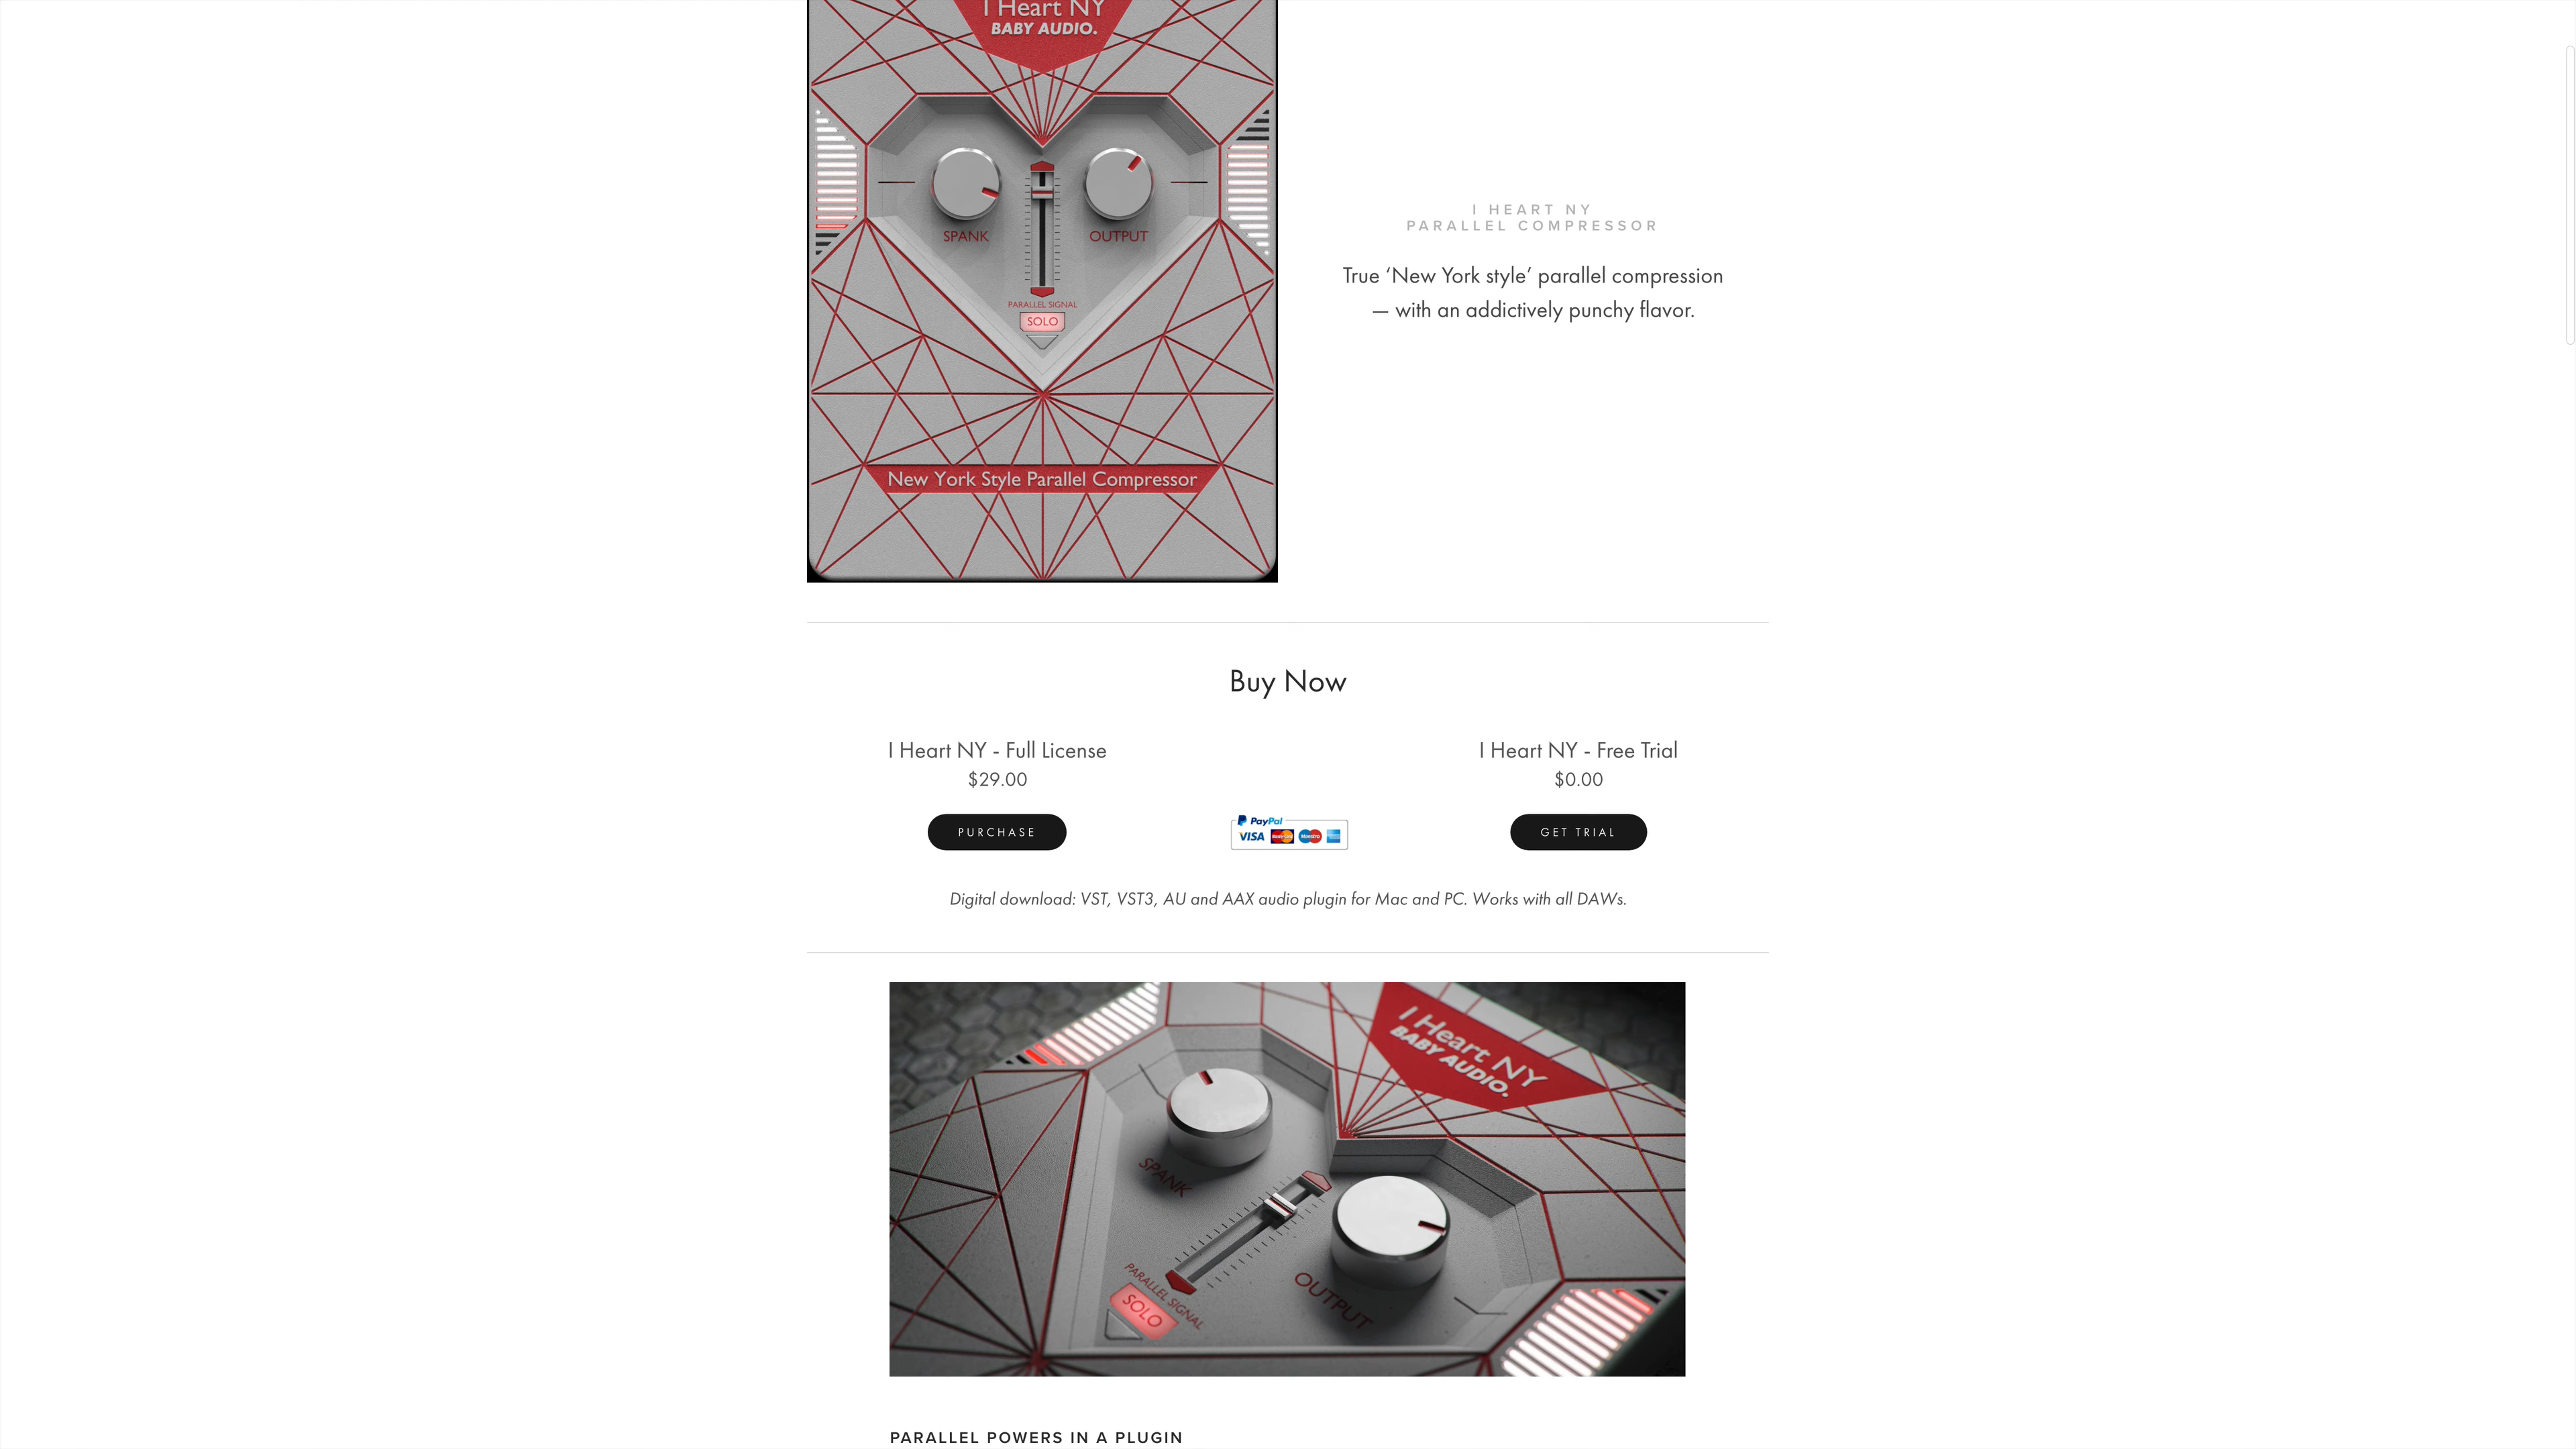 I Heart NY
BABY AUDIO.
SPANK
OUTPUT
PARALLEL SIGNAL
SOLO
New York Style Parallel Compressor
I HEART NY
PARALLEL COMPRESSOR
True ‘New York style’ parallel compression
— with an addictively punchy flavor.
Buy Now
I Heart NY - Full License
$29.00
PURCHASE
PayPal
VISA MasterCard Maestro
I Heart NY - Free Trial
$0.00
GET TRIAL
Digital download: VST, VST3, AU and AAX audio plugin for Mac and PC. Works with all DAWs.
I Heart NY
BABY AUDIO.
SPANK
PARALLEL SIGNAL
SOLO
OUTPUT
PARALLEL POWERS IN A PLUGIN